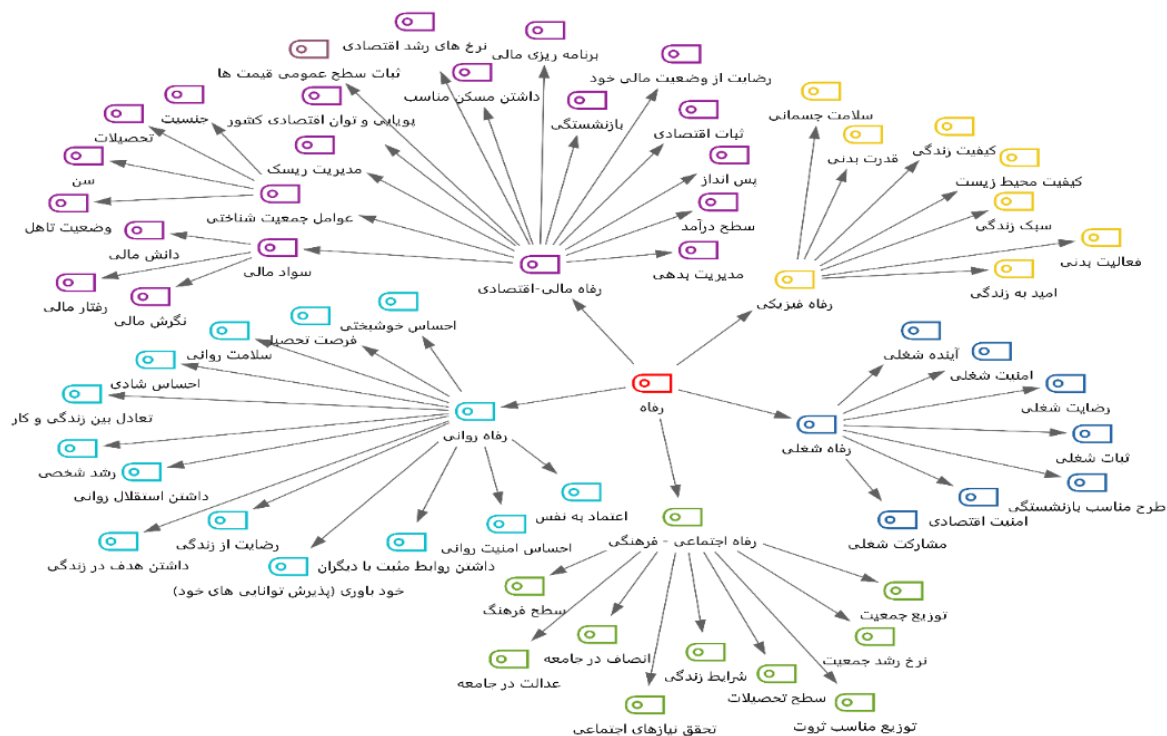 رفاه
رفاه مالی-اقتصادی
نرخ های رشد اقتصادی
برنامه ریزی مالی
ثبات سطح عمومی قیمت ها
داشتن مسکن مناسب
رضایت از وضعیت مالی خود
پویایی و توان اقتصادی کشور
بازنشستگی
ثبات اقتصادی
مدیریت ریسک
پس انداز
سطح درآمد
مدیریت بدهی
عوامل جمعیت شناختی
جنسیت
تحصیلات
سن
وضعیت تاهل
سواد مالی
دانش مالی
رفتار مالی
نگرش مالی
رفاه فیزیکی
سلامت جسمانی
قدرت بدنی
کیفیت زندگی
کیفیت محیط زیست
سبک زندگی
فعالیت بدنی
امید به زندگی
رفاه شغلی
آینده شغلی
امنیت شغلی
رضایت شغلی
ثبات شغلی
طرح مناسب بازنشستگی
امنیت اقتصادی
مشارکت شغلی
رفاه اجتماعی - فرهنگی
سطح فرهنگ
عدالت در جامعه
انصاف در جامعه
تحقق نیازهای اجتماعی
شرایط زندگی
سطح تحصیلات
توزیع مناسب ثروت
نرخ رشد جمعیت
توزیع جمعیت
رفاه روانی
احساس خوشبختی
فرصت تحصیل
سلامت روانی
احساس شادی
تعادل بین زندگی و کار
رشد شخصی
داشتن استقلال روانی
داشتن هدف در زندگی
رضایت از زندگی
خود باوری (پذیرش توانایی های خود)
داشتن روابط مثبت با دیگران
احساس امنیت روانی
اعتماد به نفس